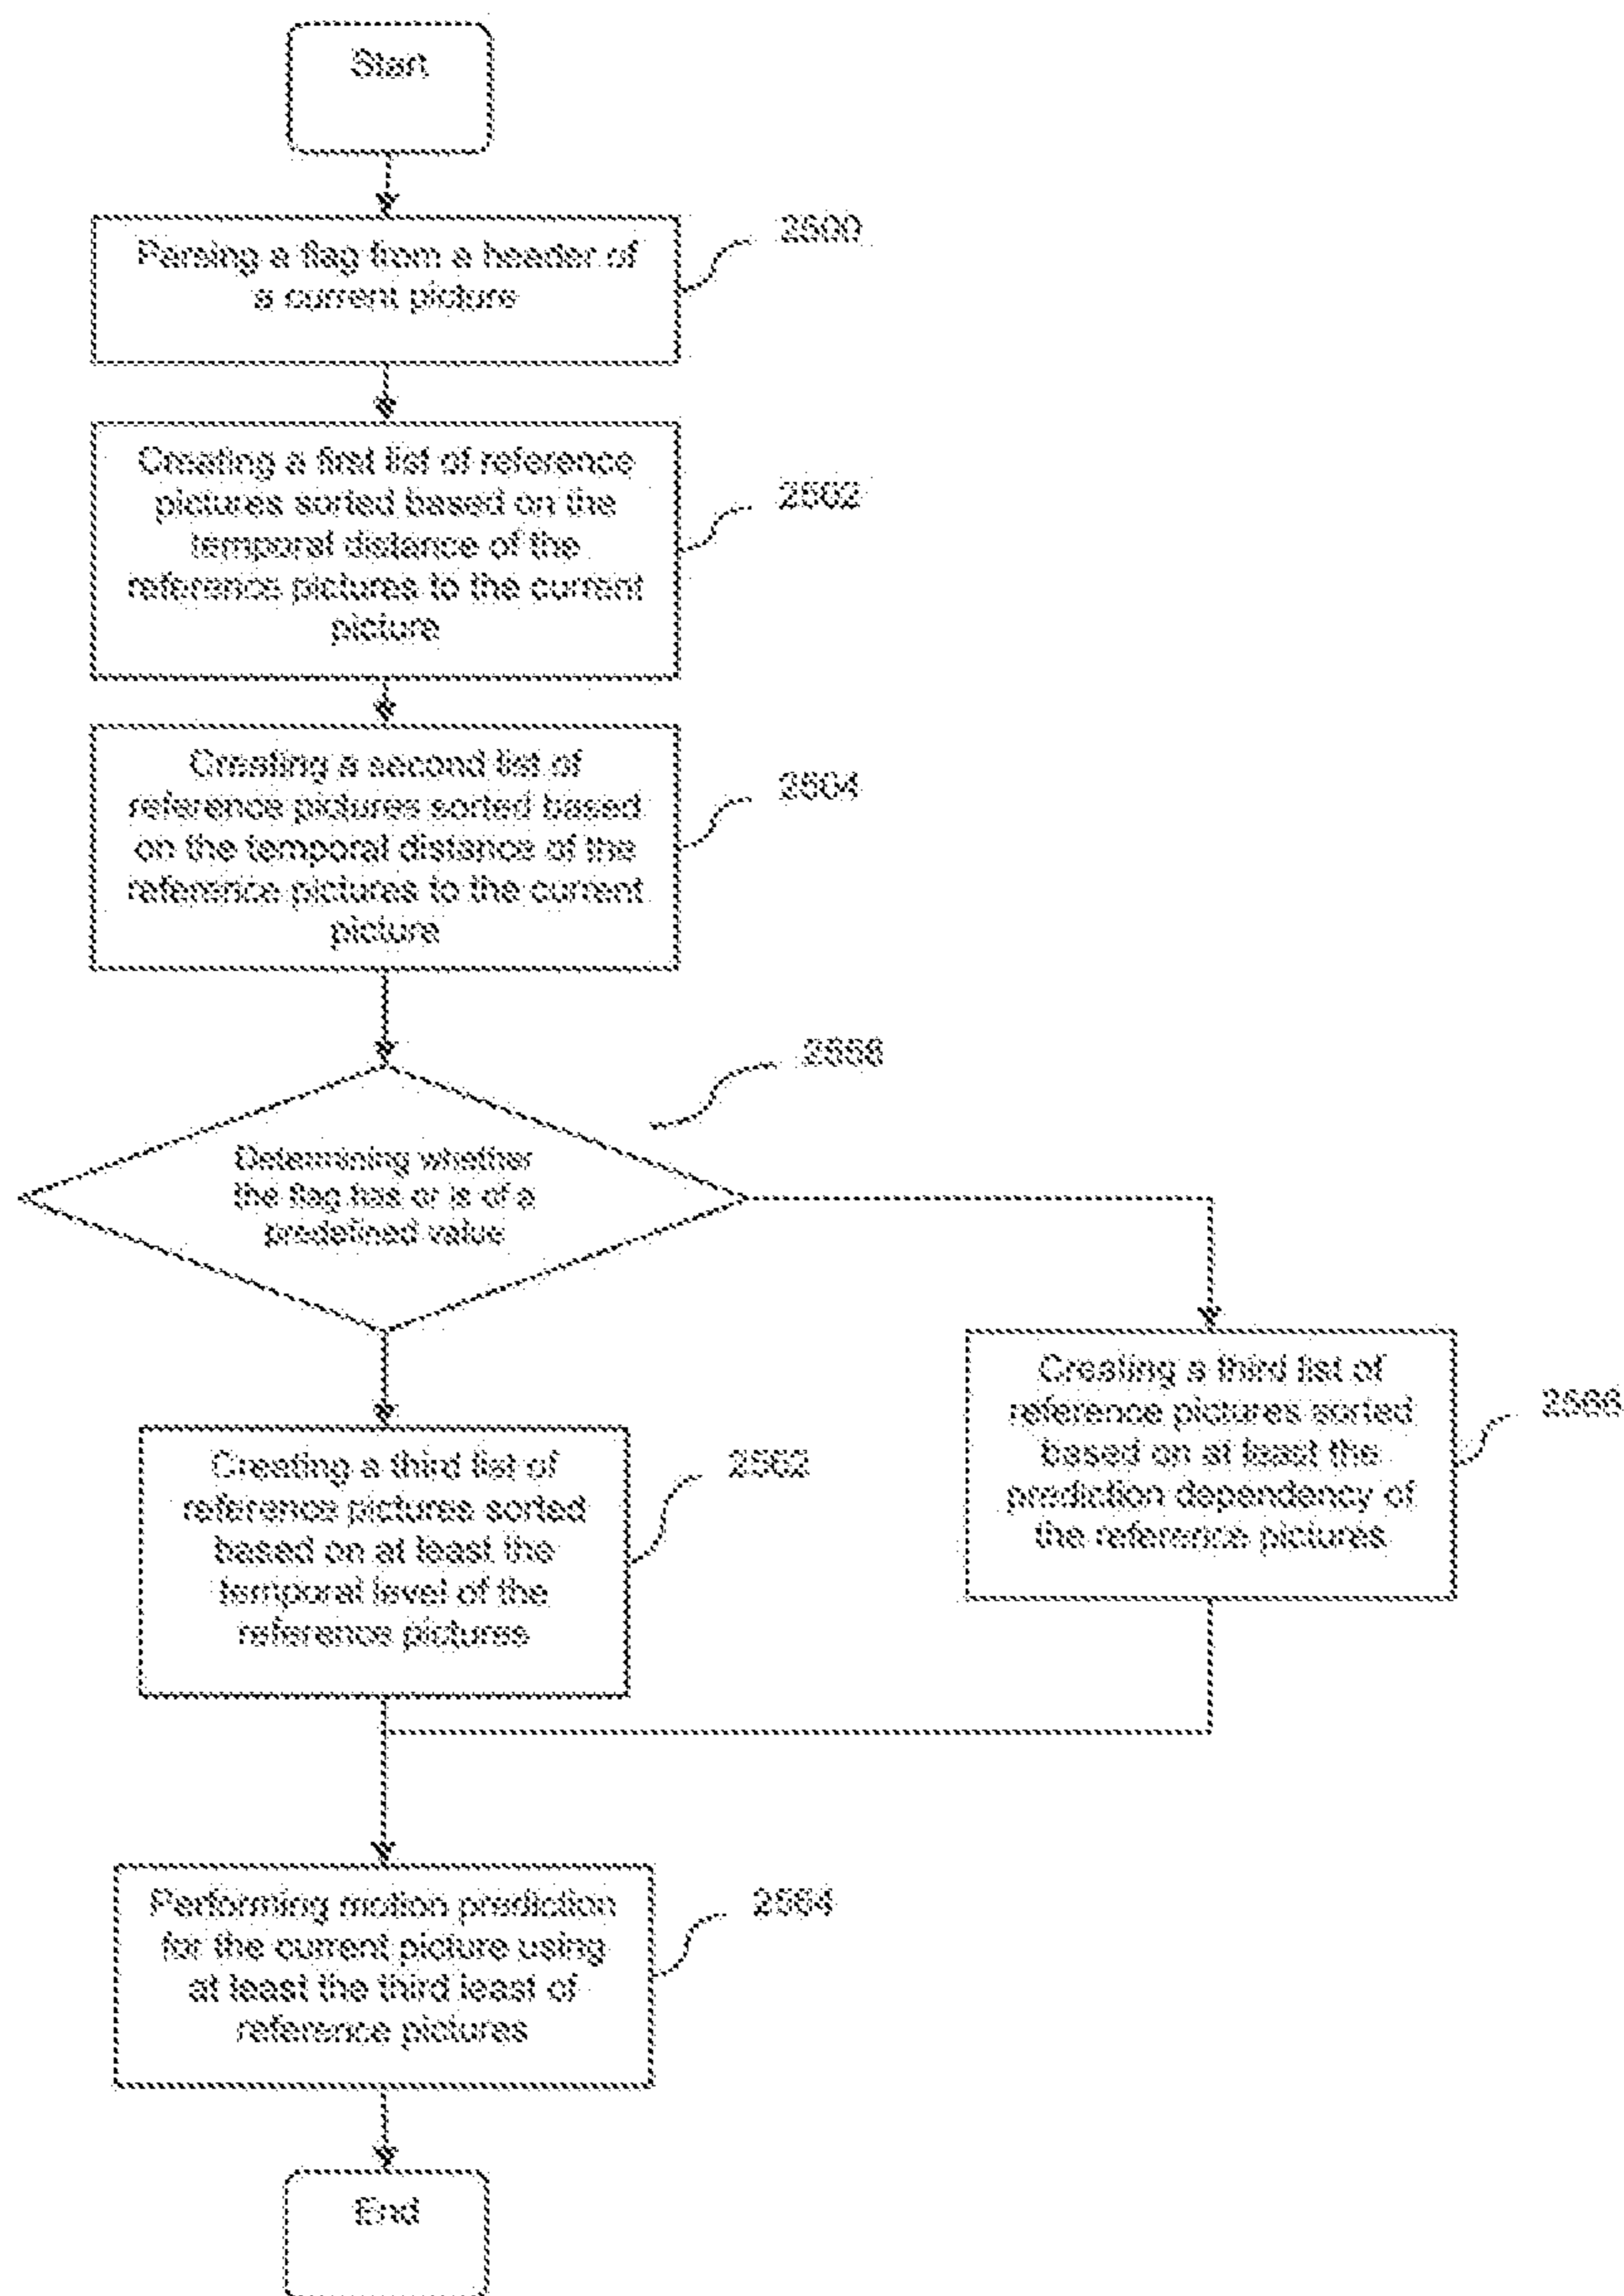 Start
Parsing a flag from a header of
a current picture
Creating a first list of reference
pictures sorted based on the
temporal distance of the
reference pictures to the current
picture
Creating a second list of
reference pictures sorted based
on the temporal distance of the
reference pictures to the current
picture
Determining whether
the flag has or is of a
predefined value
Creating a third list of
reference pictures sorted
based on at least the
prediction dependency of
the reference pictures
Creating a third list of
reference pictures sorted
based on at least the
temporal level of the
reference pictures
Performing motion prediction
for the current picture using
at least the third least of
reference pictures
End